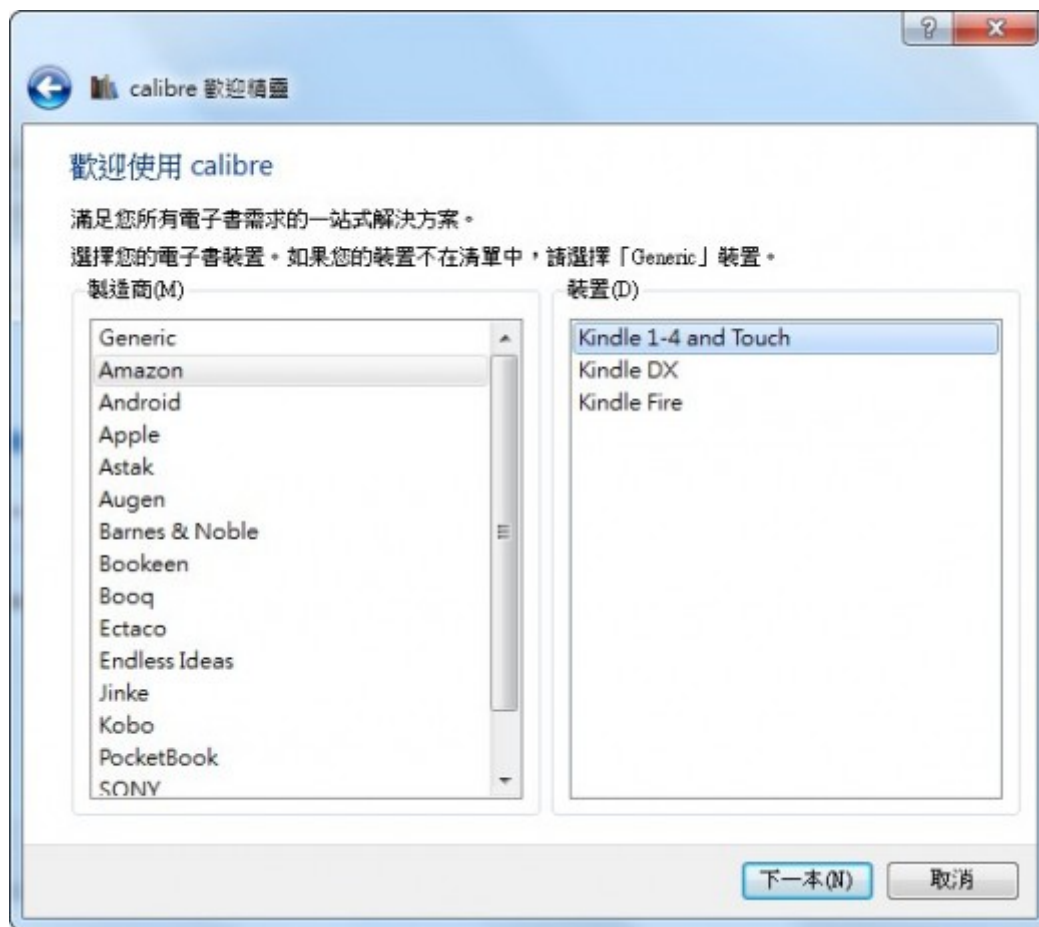 calibre 歡迎精靈
歡迎使用 calibre
滿足您所有電子書需求的一站式解決方案。
選擇您的電子書裝置。如果您的裝置不在清單中，請選擇「Generic」裝置。
製造商(M)
Generic
Amazon
Android
Apple
Astak
Augen
Barnes & Noble
Bookeen
Booq
Ectaco
Endless Ideas
Jinke
Kobo
PocketBook
SONY
裝置(D)
Kindle 1-4 and Touch
Kindle DX
Kindle Fire
下一本(N)
取消